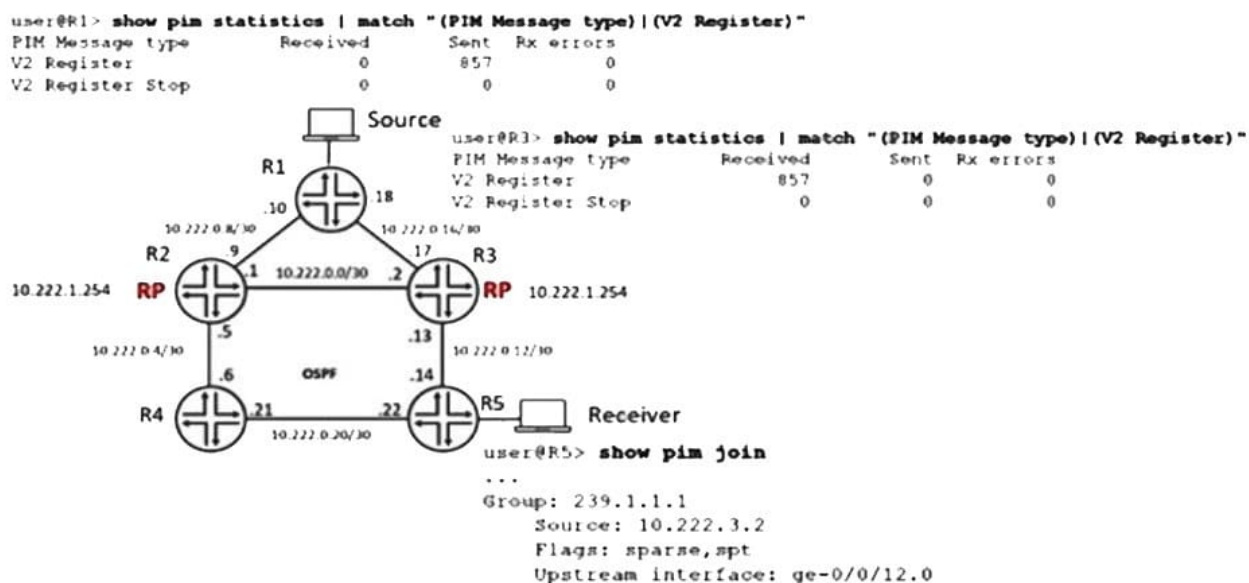 user@R1> show pim statistics | match "(PIM Message type)|(V2 Register)"
PIM Message type Received Sent Rx errors
V2 Register 0 857 0
V2 Register Stop 0 0 0
Source
user@R3> show pim statistics | match "(PIM Message type)|(V2 Register)"
PIM Message type Received Sent Rx errors
V2 Register 857 0 0
V2 Register Stop 0 0 0
R1
.10
.18
10.222.0.8/30
10.222.0.16/30
R2
.9
.17
R3
10.222.1.254
RP
.1
10.222.0.0/30
.2
RP
10.222.1.254
.5
.13
10.222.0.4/30
10.222.0.12/30
.6
OSPF
.14
R4
.21
.22
R5
Receiver
10.222.0.20/30
user@R5> show pim join
...
Group: 239.1.1.1
Source: 10.222.3.2
Flags: sparse,spt
Upstream interface: ge-0/0/12.0